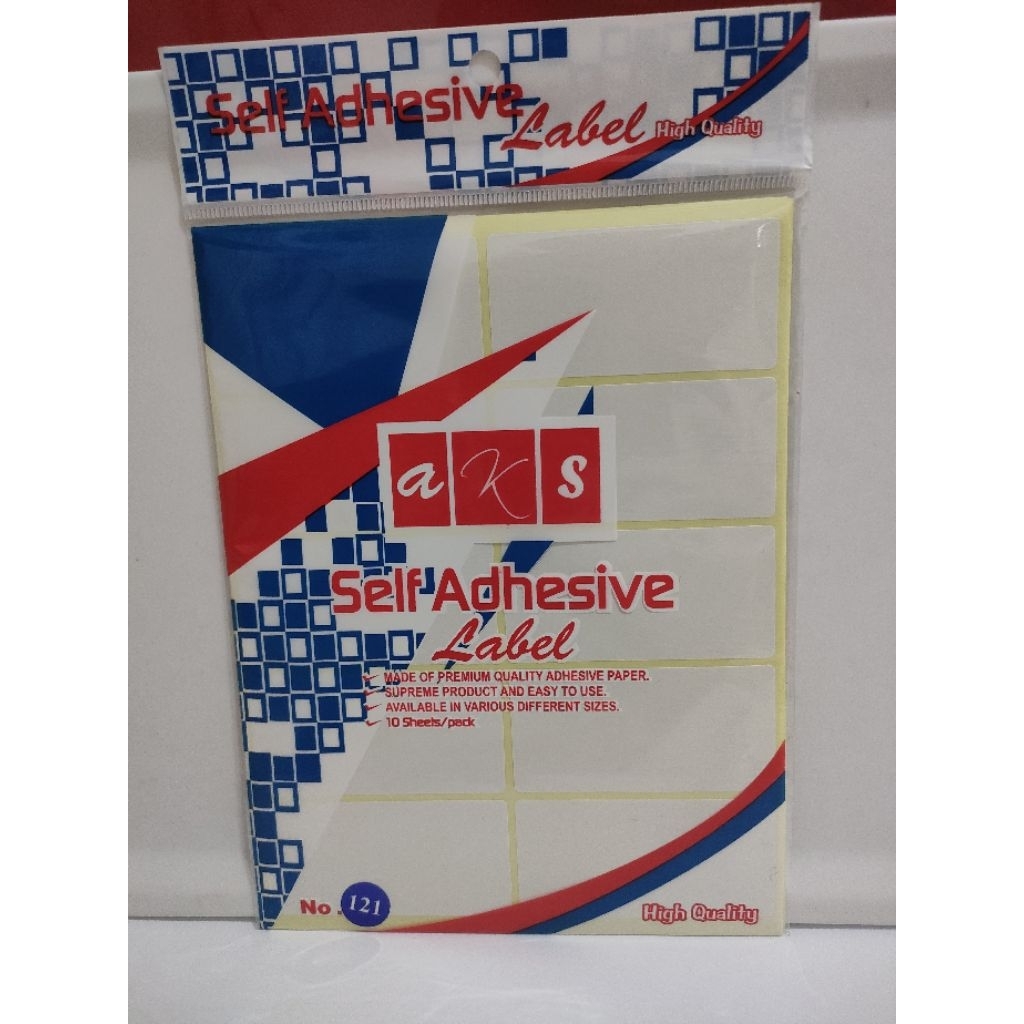 Self Adhesive
Label High Quality
aKs
Self Adhesive
Label
MADE OF PREMIUM QUALITY ADHESIVE PAPER.
SUPREME PRODUCT AND EASY TO USE.
AVAILABLE IN VARIOUS DIFFERENT SIZES.
10 Sheets/pack
No. 121
High Quality